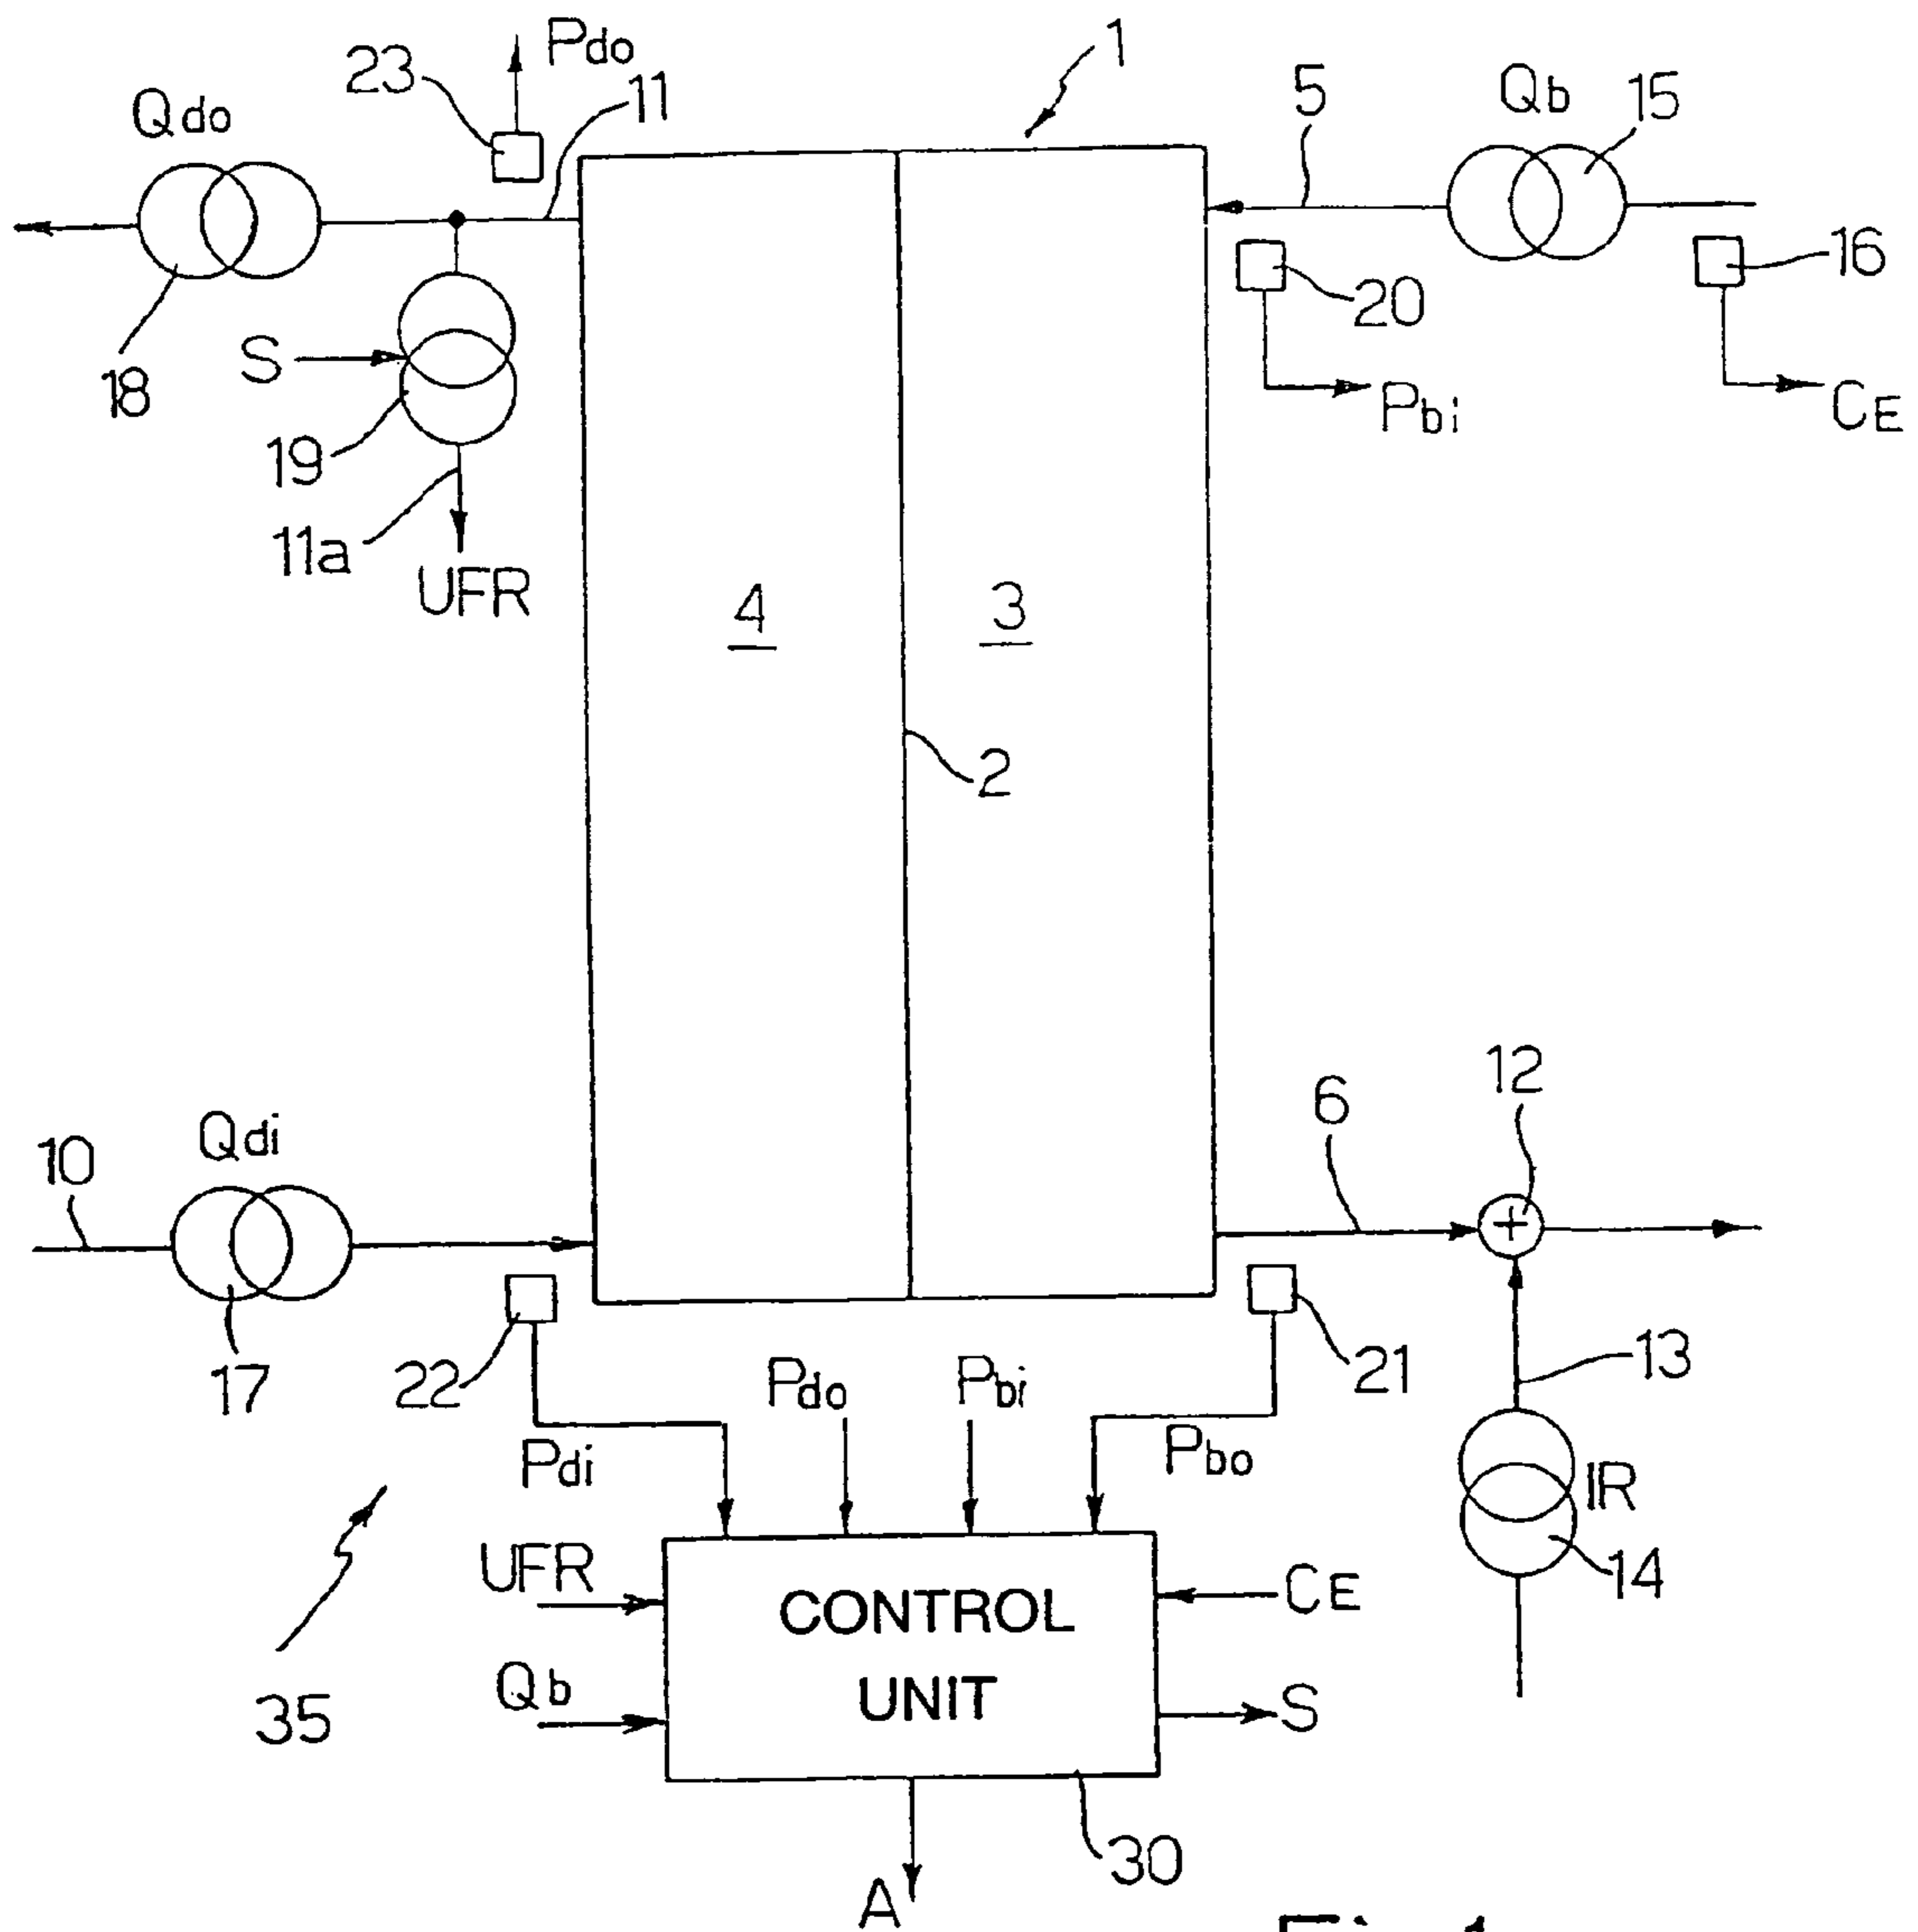 Pdo
1
23
11
5
Qb
15
Qdo
16
20
S
18
Pbi
CE
19
11a
UFR
4
3
2
12
6
Qdi
10
13
17
22
Pdo
Pbi
21
Pdi
Pbo
IR
14
UFR
CONTROL
UNIT
CE
Qb
S
35
30
A